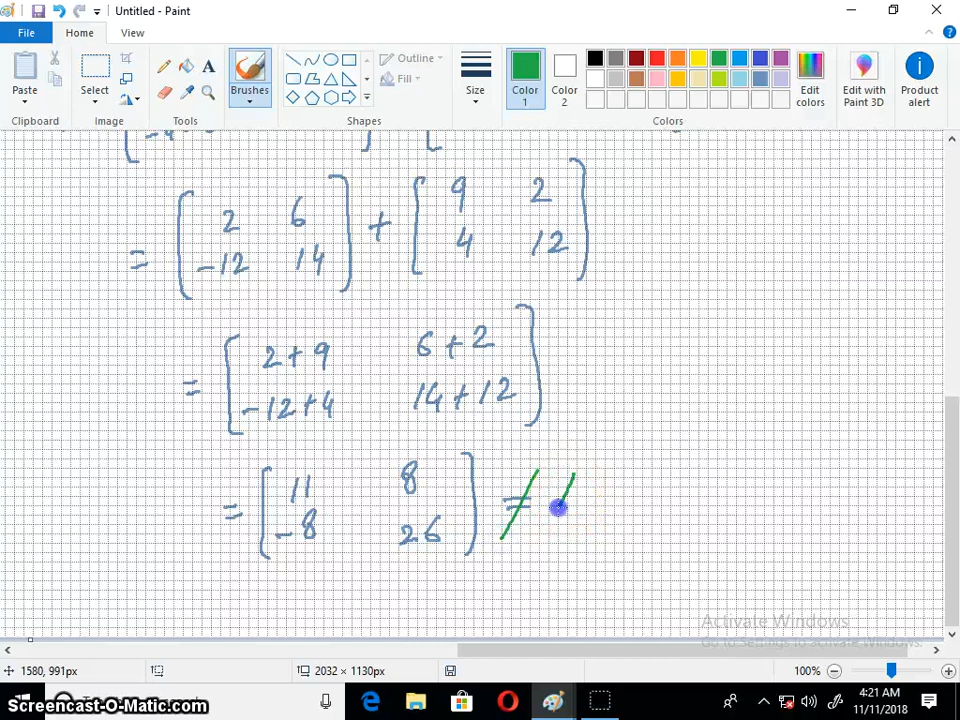 Untitled - Paint
File Home View
Paste Select Brushes Size Color 1 Color 2 Edit colors Edit with Paint 3D Product alert
Outline
Fill
Clipboard Image Tools Shapes Colors
= [ 2 6 ] + [ 9 2 ]
-12 14 4 12
= [ 2+9 6+2 ]
-12+4 14+12
= [ 11 8 ] ≠
-8 26
Activate Windows
Go to Settings to activate Windows.
1580, 991px 2032 × 1130px 100%
Screencast-O-Matic.com
4:21 AM
11/11/2018